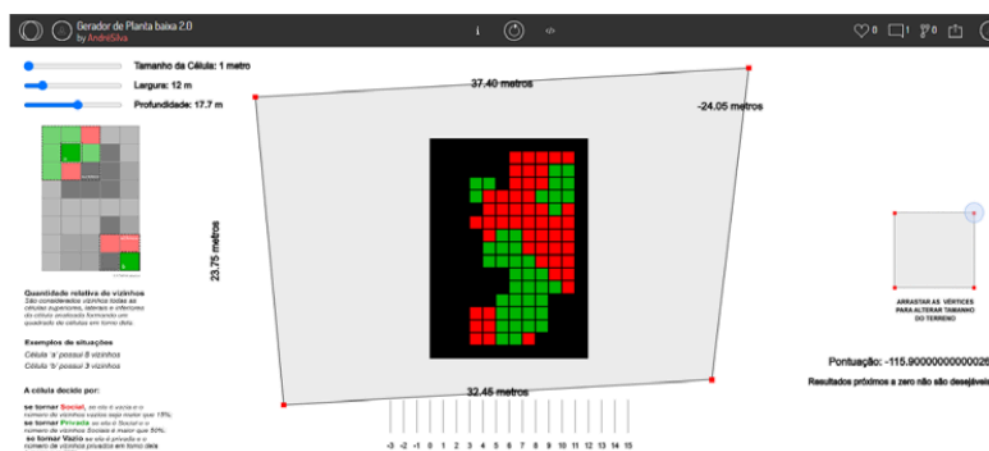 Gerador de Planta baixa 2.0
by AndréSilva
0
1
0
Tamanho da Célula: 1 metro
Largura: 12 m
Profundidade: 17.7 m
37.40 metros
-24.05 metros
23.75 metros
32.45 metros
Quantidade relativa de vizinhos
São considerados vizinhos todas as
células superiores, laterais e inferiores
da célula analisada formando um
quadrado de células em torno dela.
Exemplos de situações
Célula 'a' possui 8 vizinhos
Célula 'b' possui 3 vizinhos
A célula decide por:
se tornar Social, se ela é vazia e o
número de vizinhos vazios seja maior que 15%;
se tornar Privada se ela é Social e o
número de vizinhos Sociais é maior que 50%;
se tornar Vazio se ela é privada e o
número de vizinhos privados em torno dela
ARRASTAR AS VÉRTICES
PARA ALTERAR TAMANHO
DO TERRENO
Pontuação: -115.90000000000026
Resultados próximos a zero não são desejáveis
-3 -2 -1 0 1 2 3 4 5 6 7 8 9 10 11 12 13 14 15